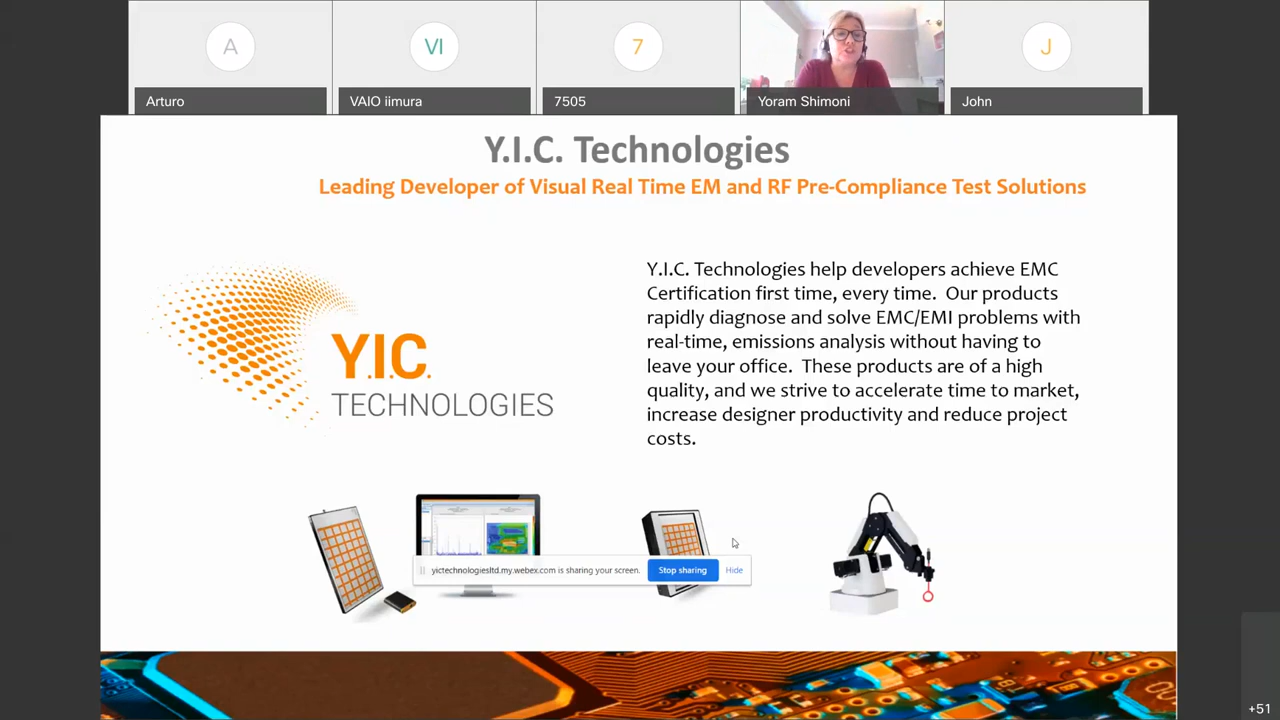 A
VI
7
J
Arturo
VAIO iimura
7505
Yoram Shimoni
John
Y.I.C. Technologies
Leading Developer of Visual Real Time EM and RF Pre-Compliance Test Solutions
Y.I.C. Technologies help developers achieve EMC
Certification first time, every time. Our products
rapidly diagnose and solve EMC/EMI problems with
real-time, emissions analysis without having to
leave your office. These products are of a high
quality, and we strive to accelerate time to market,
increase designer productivity and reduce project
costs.
Y.I.C.
TECHNOLOGIES
yictechnologiesltd.my.webex.com is sharing your screen.
Stop sharing
Hide
+51